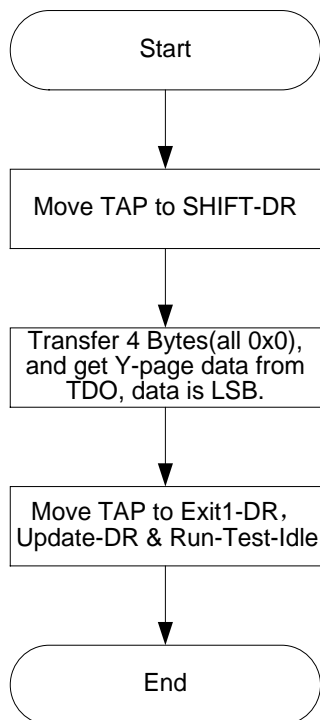 Start
Move TAP to SHIFT-DR
Transfer 4 Bytes(all 0x0),
and get Y-page data from
TDO, data is LSB.
Move TAP to Exit1-DR，
Update-DR & Run-Test-Idle
End